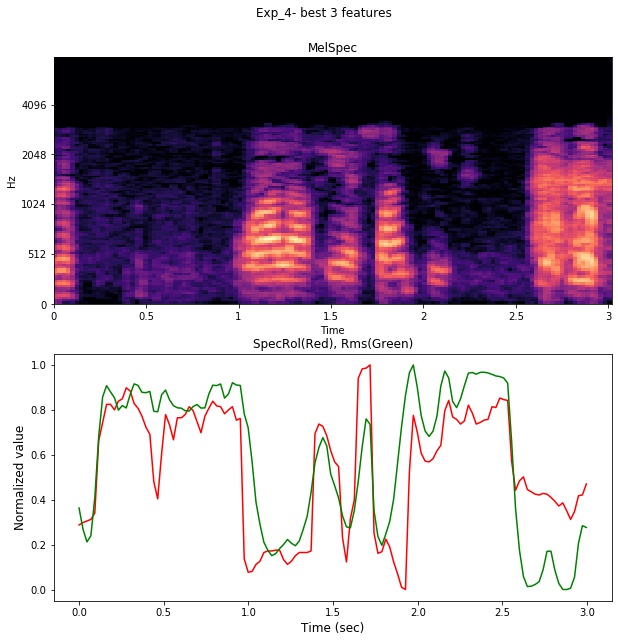 Exp_4- best 3 features
MelSpec
4096
2048
1024
512
0
Hz
0 0.5 1 1.5 2 2.5 3
Time
SpecRol(Red), Rms(Green)
1.0
0.8
0.6
0.4
0.2
0.0
Normalized value
0.0 0.5 1.0 1.5 2.0 2.5 3.0
Time (sec)